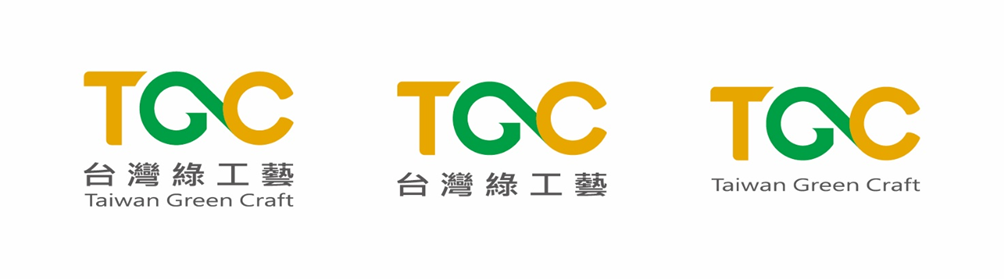 TGC
台灣綠工藝
Taiwan Green Craft
TGC
台灣綠工藝
TGC
Taiwan Green Craft